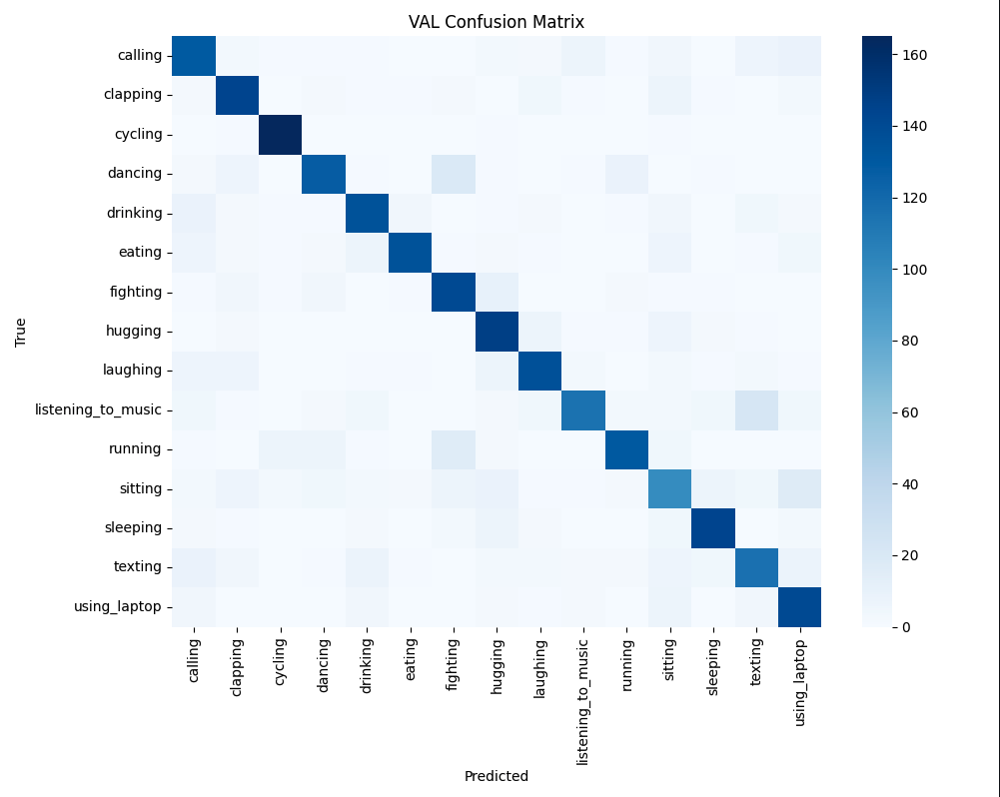 VAL Confusion Matrix
True
calling
clapping
cycling
dancing
drinking
eating
fighting
hugging
laughing
listening_to_music
running
sitting
sleeping
texting
using_laptop
calling
clapping
cycling
dancing
drinking
eating
fighting
hugging
laughing
listening_to_music
running
sitting
sleeping
texting
using_laptop
Predicted
160
140
120
100
80
60
40
20
0